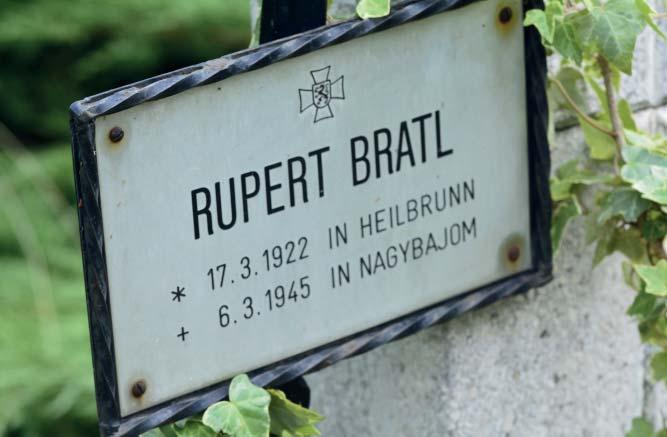 RUPERT BRATL
* 17.3.1922 IN HEILBRUNN
+ 6.3.1945 IN NAGYBAJOM